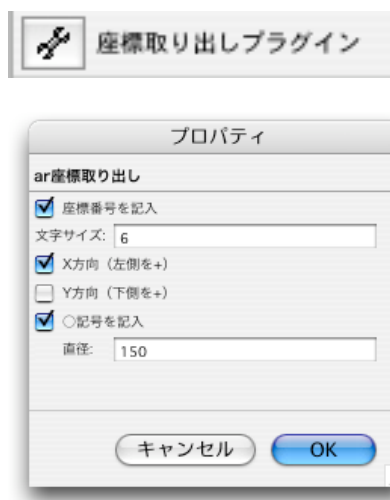 座標取り出しプラグイン
プロパティ
ar座標取り出し
座標番号を記入
文字サイズ: 6
X方向（左側を+）
Y方向（下側を+）
○記号を記入
直径: 150
キャンセル OK